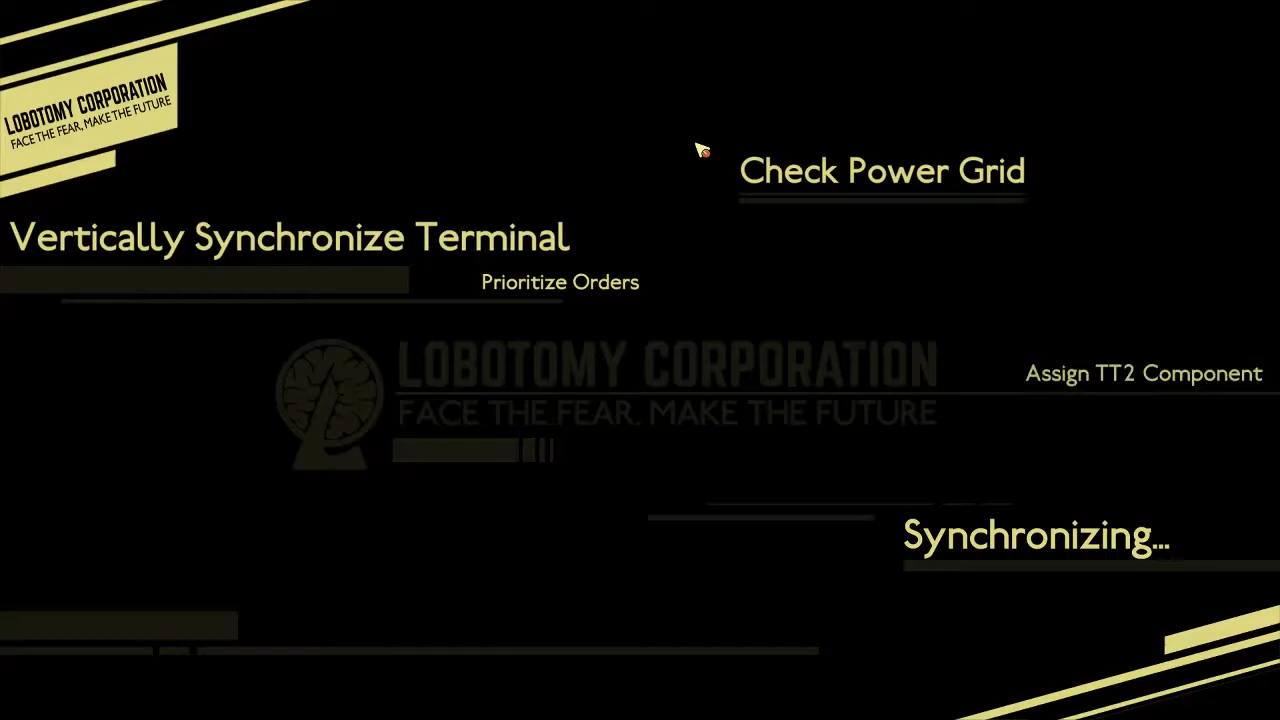 LOBOTOMY CORPORATION
FACE THE FEAR, MAKE THE FUTURE
Check Power Grid
Vertically Synchronize Terminal
Prioritize Orders
LOBOTOMY CORPORATION
FACE THE FEAR, MAKE THE FUTURE
Assign TT2 Component
Synchronizing...